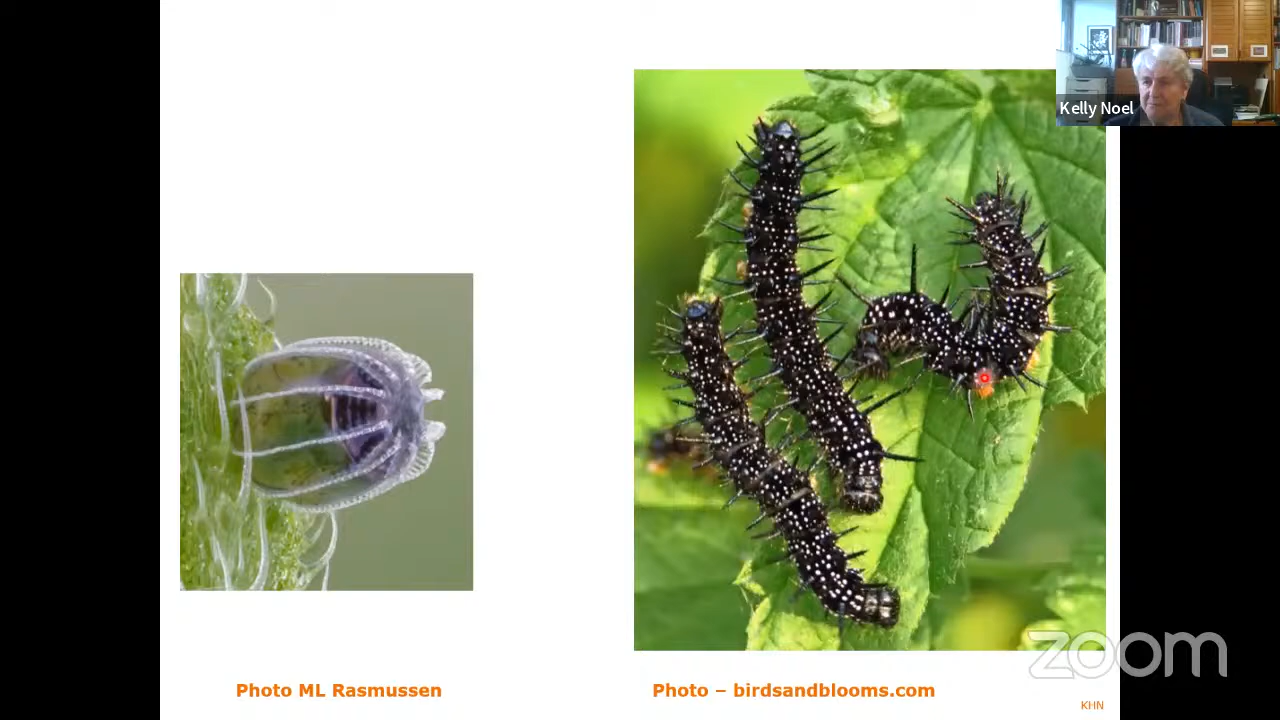 Kelly Noel
zoom
Photo ML Rasmussen
Photo – birdsandblooms.com
KHN